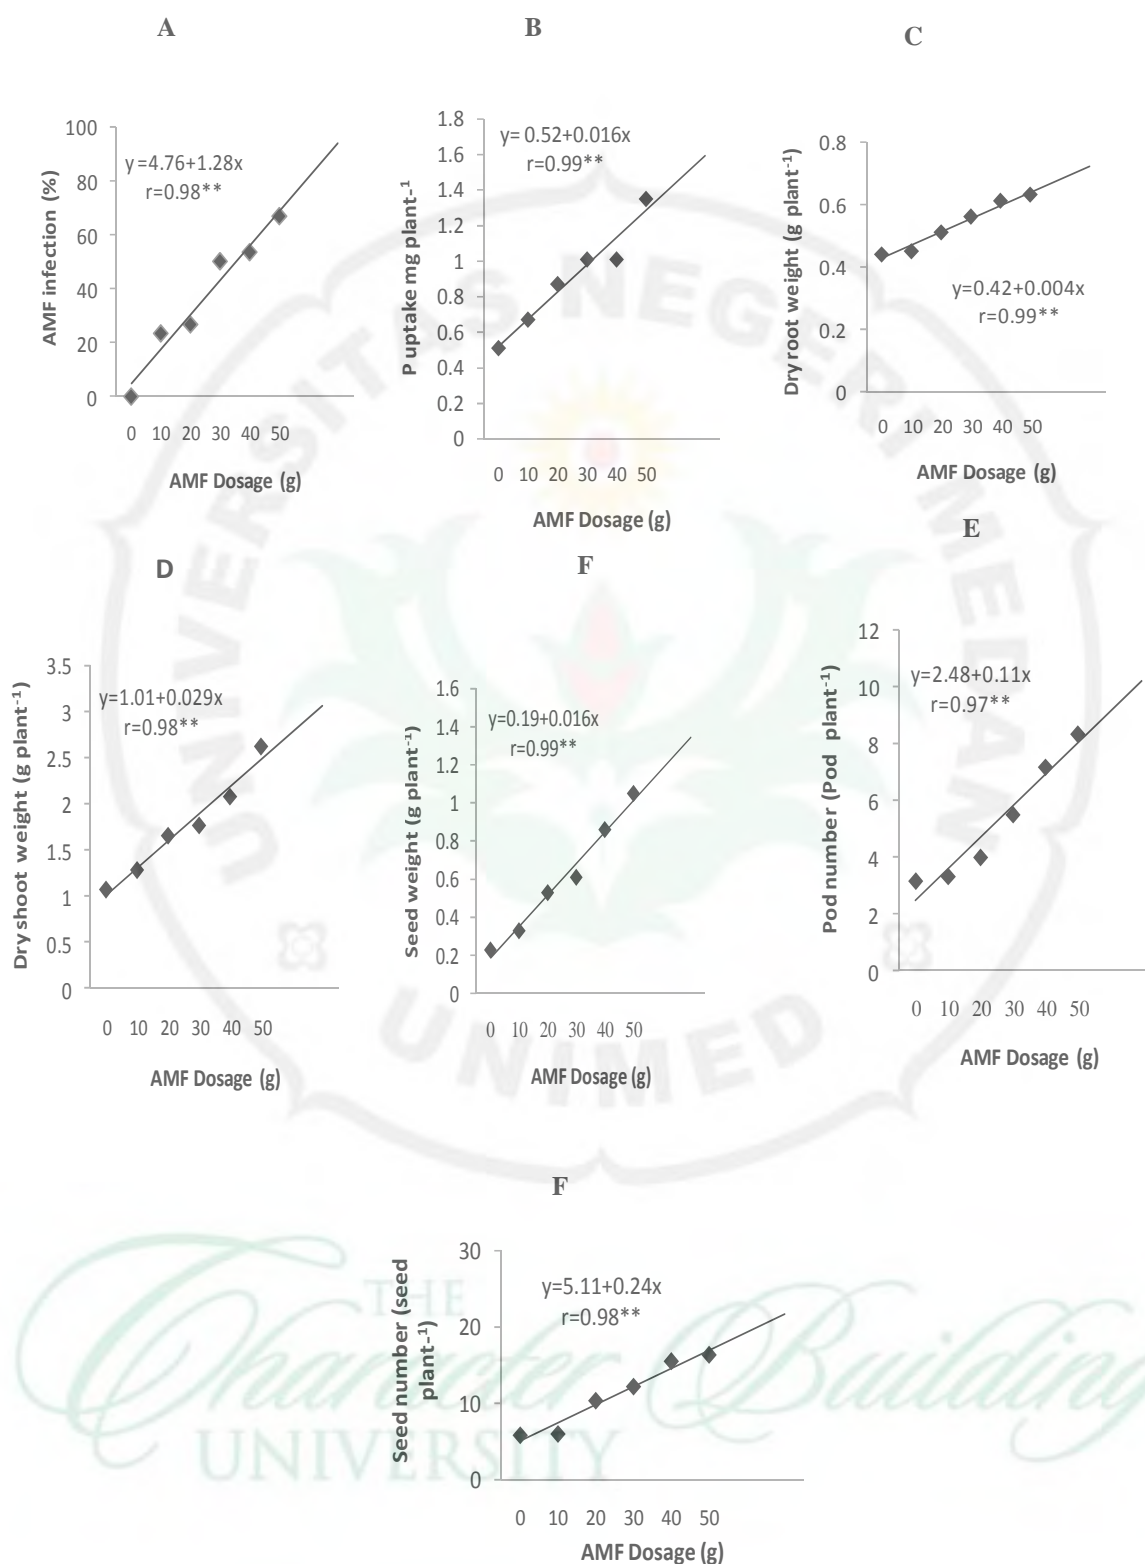 A
100
80
60
40
20
0
AMF infection (%)
y =4.76+1.28x
r=0.98**
0 10 20 30 40 50
AMF Dosage (g)
B
1.8
1.6
1.4
1.2
1
0.8
0.6
0.4
0.2
0
P uptake mg plant-¹
y= 0.52+0.016x
r=0.99**
0 10 20 30 40 50
AMF Dosage (g)
C
0.8
0.6
0.4
0.2
0
Dry root weight (g plant⁻¹)
y=0.42+0.004x
r=0.99**
0 10 20 30 40 50
AMF Dosage (g)
D
3.5
3
2.5
2
1.5
1
0.5
0
Dry shoot weight (g plant⁻¹)
y=1.01+0.029x
r=0.98**
0 10 20 30 40 50
AMF Dosage (g)
F
1.6
1.4
1.2
1
0.8
0.6
0.4
0.2
0
Seed weight (g plant⁻¹)
y=0.19+0.016x
r=0.99**
0 10 20 30 40 50
AMF Dosage (g)
E
12
10
8
6
4
2
0
Pod number (Pod plant⁻¹)
y=2.48+0.11x
r=0.97**
0 10 20 30 40 50
AMF Dosage (g)
F
30
20
10
0
Seed number (seed
plant-¹)
y=5.11+0.24x
r=0.98**
0 10 20 30 40 50
AMF Dosage (g)
UNIVERSITAS NEGERI MEDAN
UNIMED
THE
Character Building
UNIVERSITY